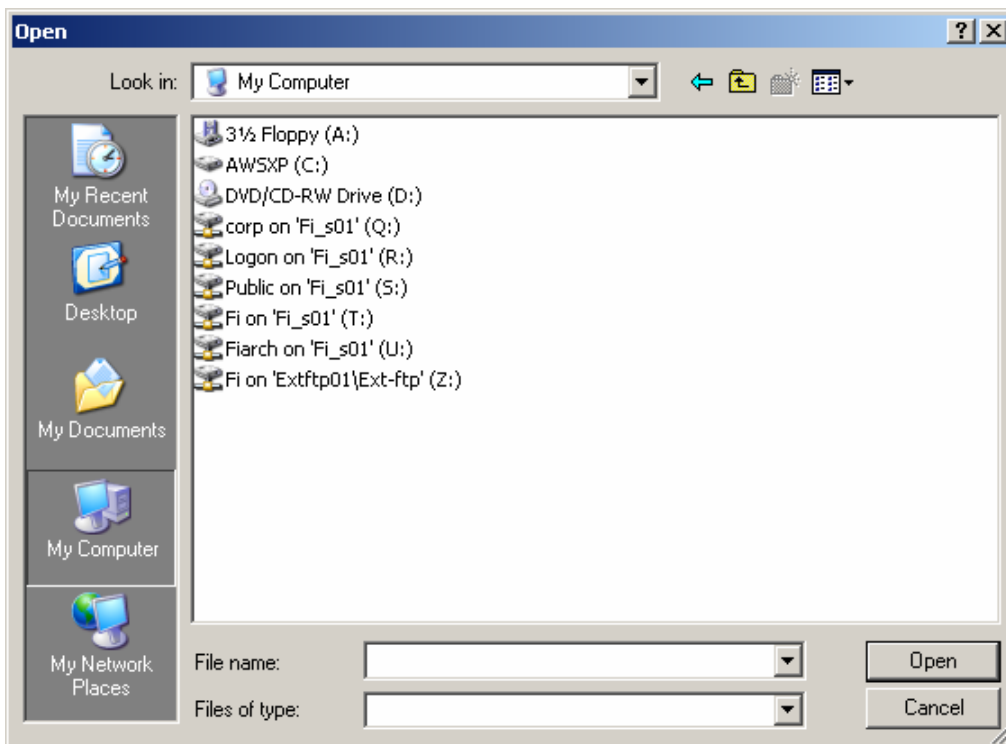 Open
Look in:
My Computer
My Recent
Documents
Desktop
My Documents
My Computer
My Network
Places
3½ Floppy (A:)
AWSXP (C:)
DVD/CD-RW Drive (D:)
corp on 'Fi_s01' (Q:)
Logon on 'Fi_s01' (R:)
Public on 'Fi_s01' (S:)
Fi on 'Fi_s01' (T:)
Fiarch on 'Fi_s01' (U:)
Fi on 'Extftp01\Ext-ftp' (Z:)
File name:
Open
Files of type:
Cancel